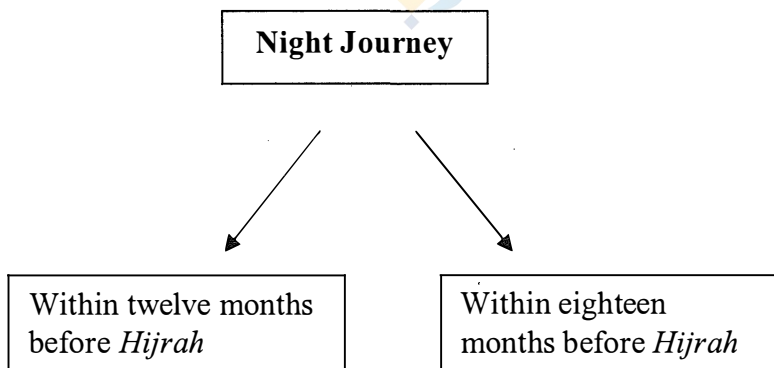 Night Journey
Within twelve months
before Hijrah
Within eighteen
months before Hijrah